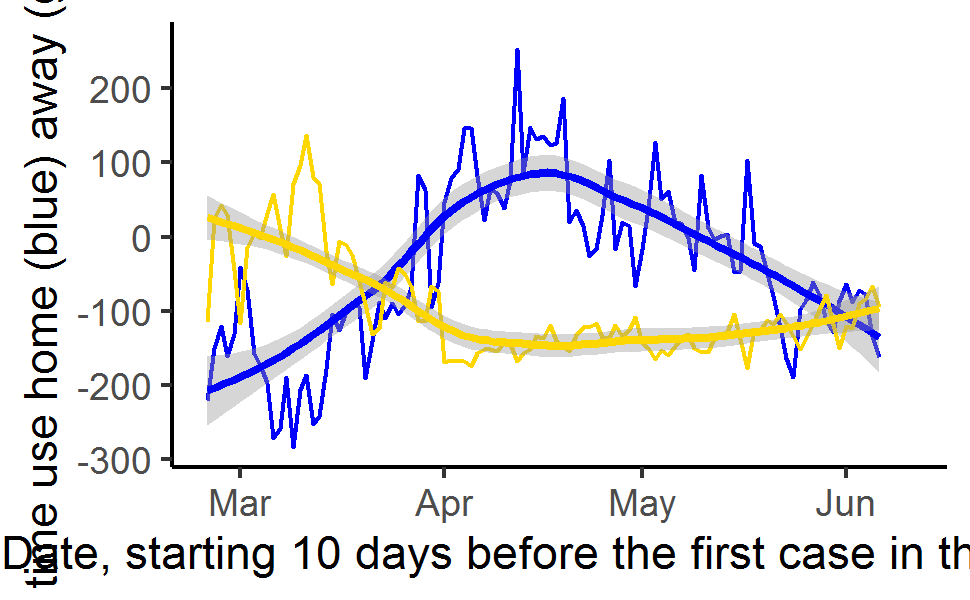 time use home (blue) away (
200
100
0
-100
-200
-300
Mar Apr May Jun
Date, starting 10 days before the first case in th